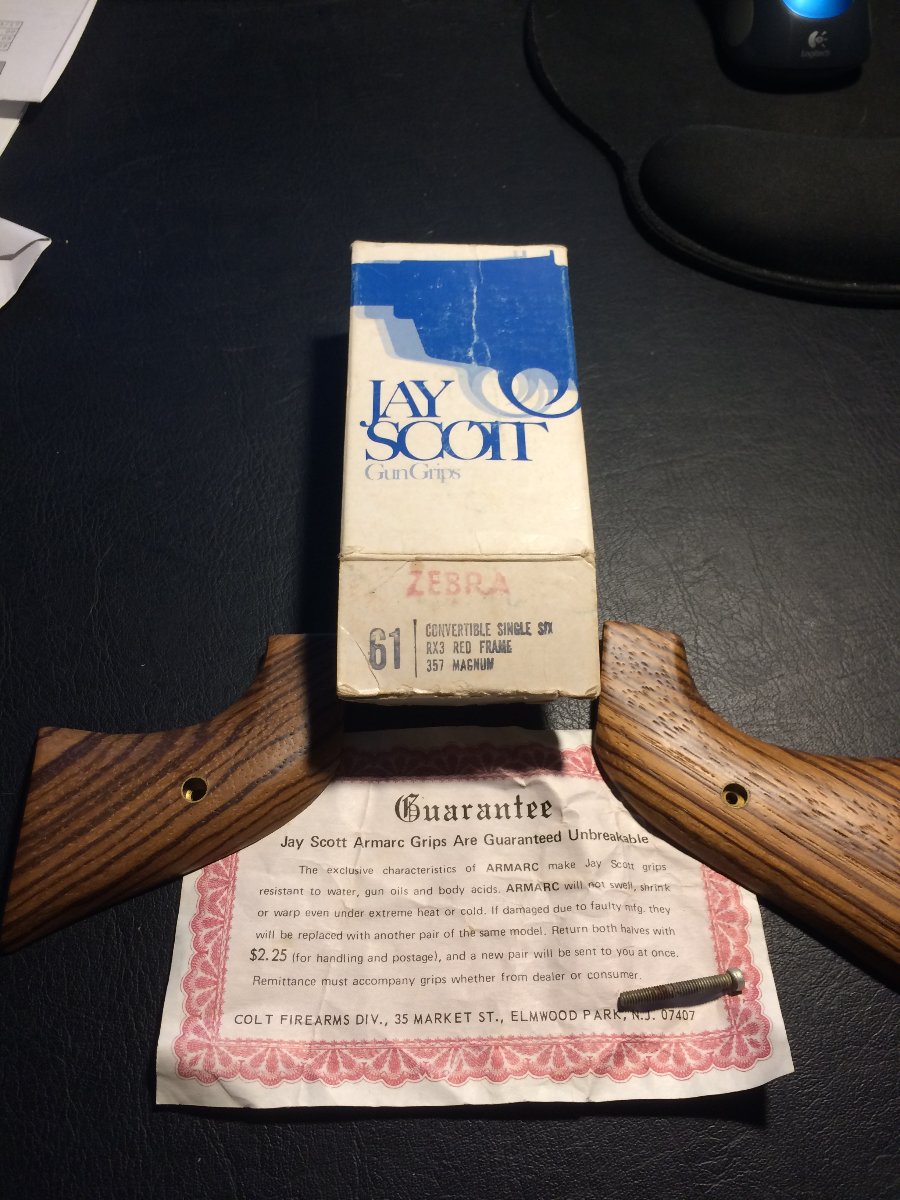 Logitech
JAY
SCOTT
Gun Grips
ZEBRA
61
CONVERTIBLE SINGLE SIX
RX3 RED FRAME
357 MAGNUM
Guarantee
Jay Scott Armarc Grips Are Guaranteed Unbreakable
The exclusive characteristics of ARMARC make Jay Scott grips
resistant to water, gun oils and body acids. ARMARC will not swell, shrink
or warp even under extreme heat or cold. If damaged due to faulty mfg. they
will be replaced with another pair of the same model. Return both halves with
$2.25 (for handling and postage), and a new pair will be sent to you at once.
Remittance must accompany grips whether from dealer or consumer.
COLT FIREARMS DIV., 35 MARKET ST., ELMWOOD PARK, N.J. 07407